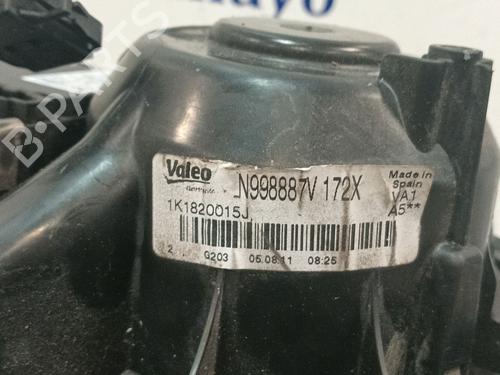 Valeo N998887V 172X Made in
Spain
1K1820015J VA1
A5**
2 G203 05.08.11 08:25
B-PARTS